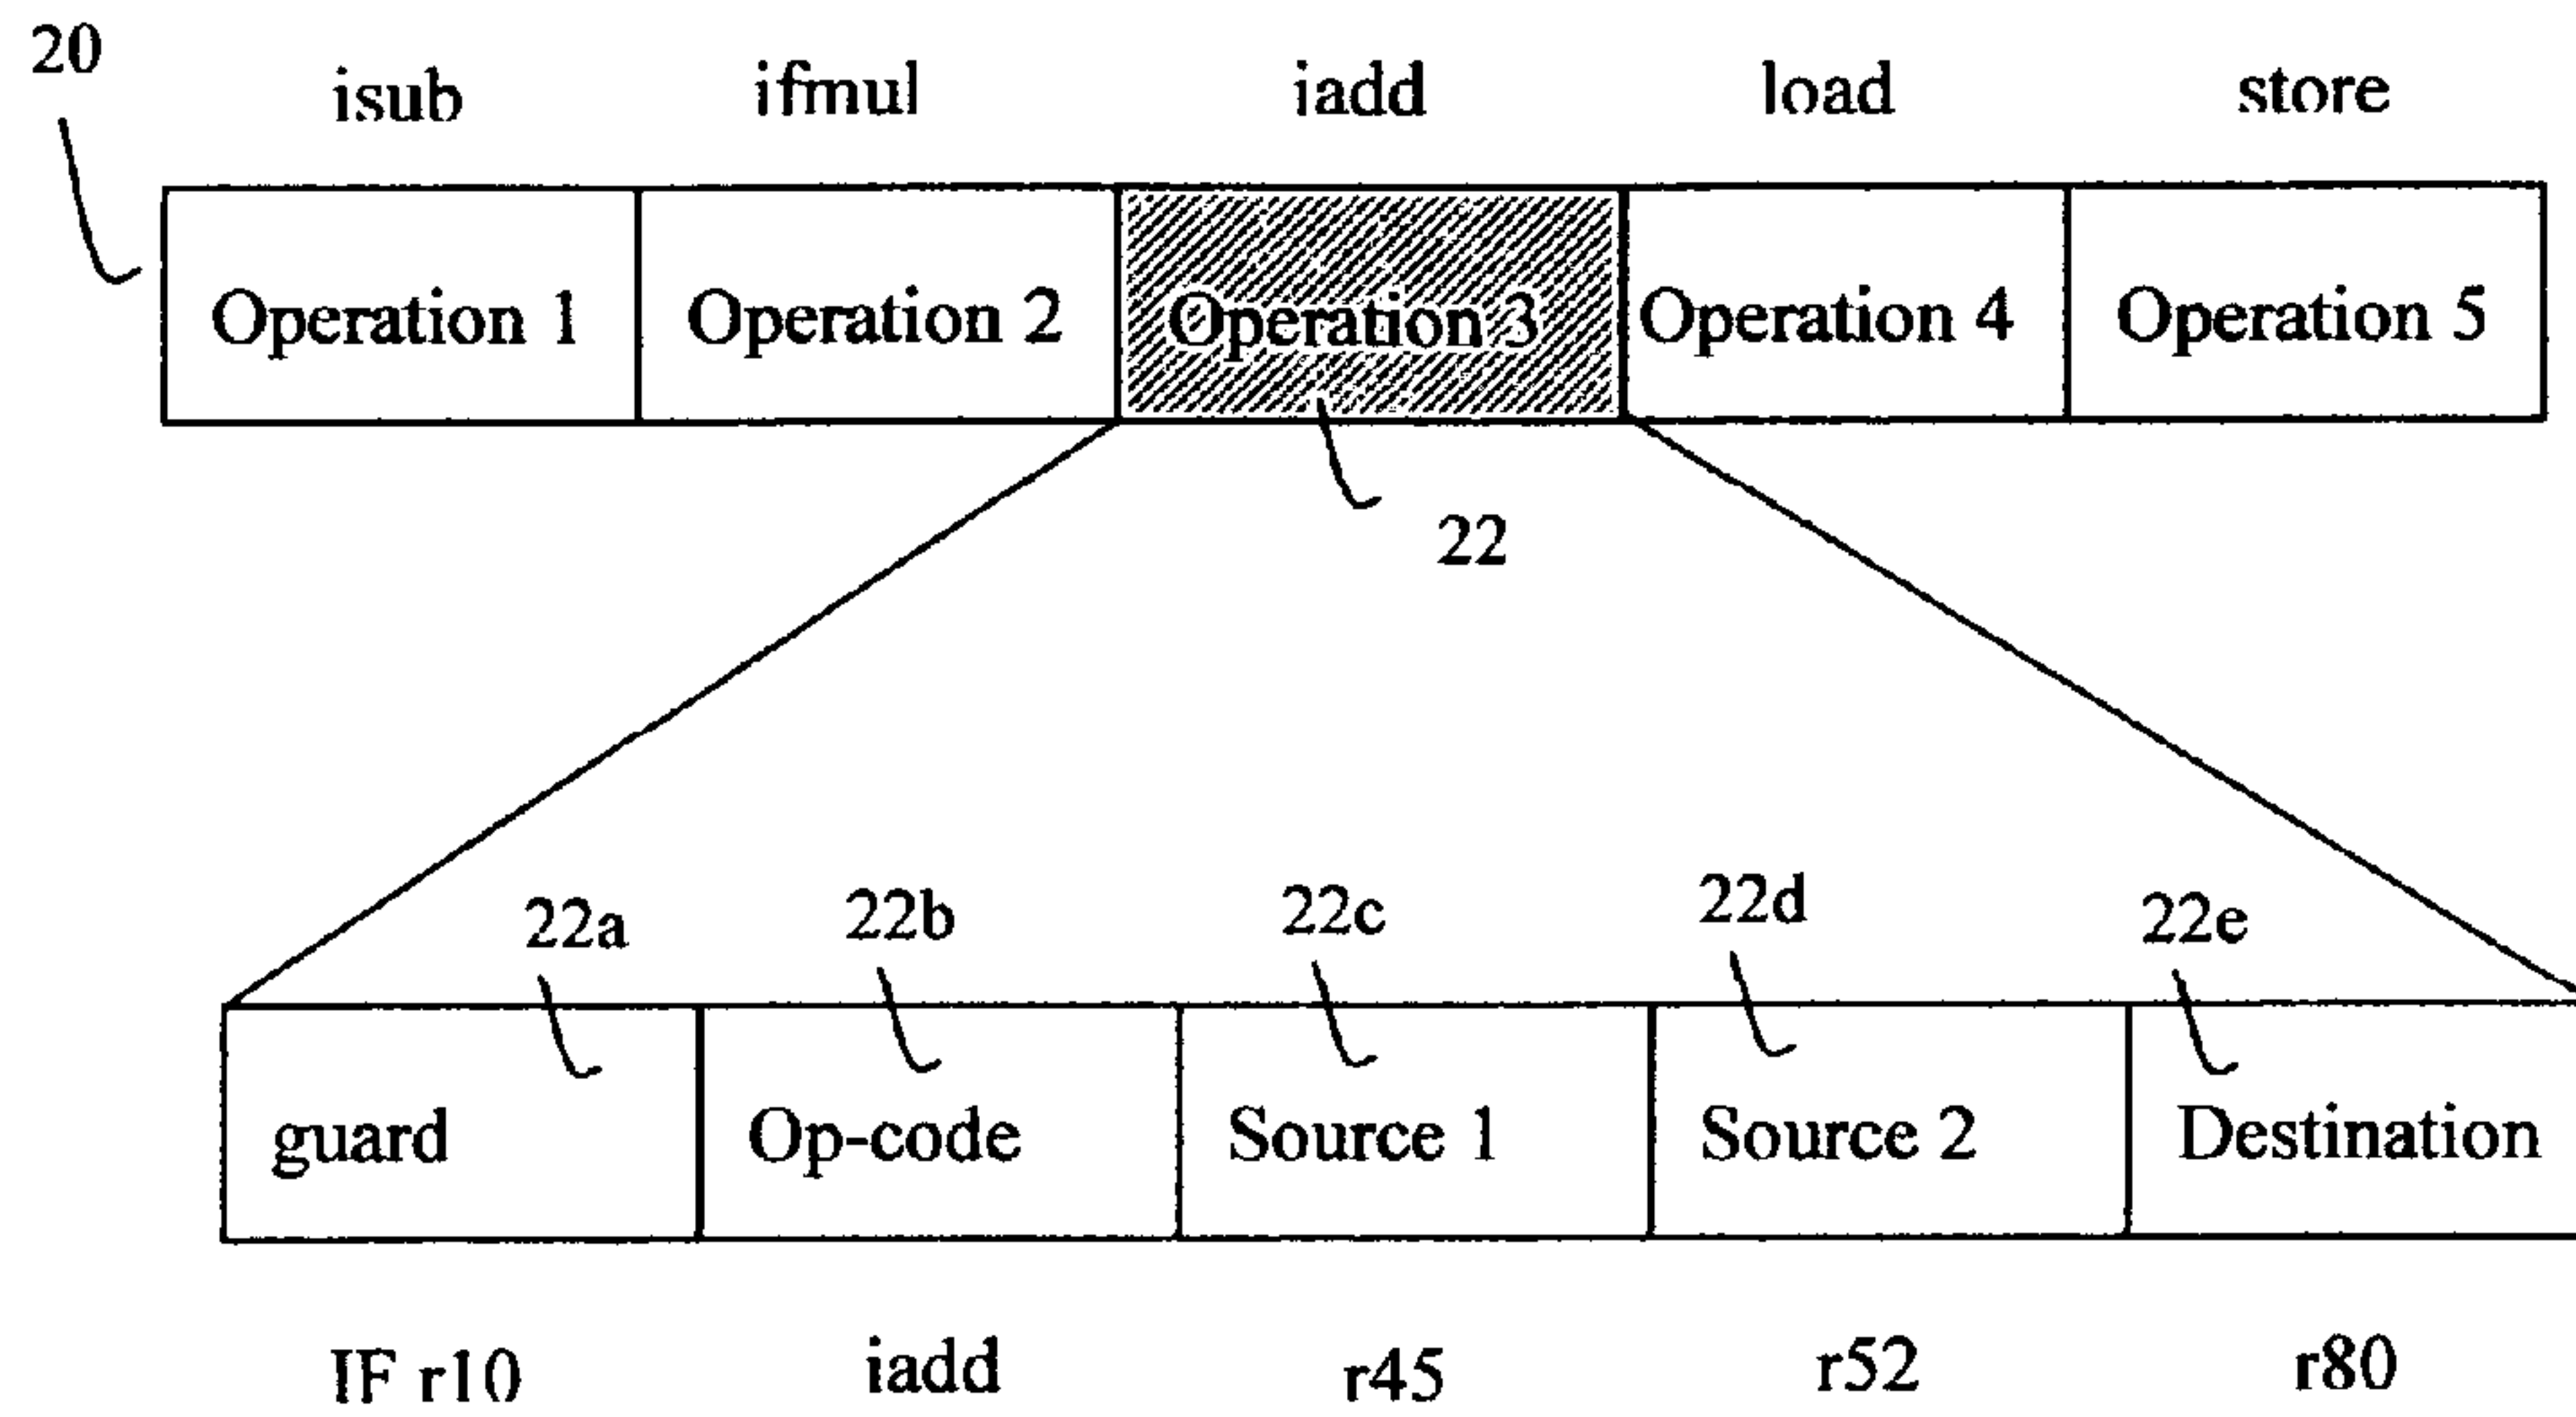 20
isub ifmul iadd load store
Operation 1 Operation 2 Operation 3 Operation 4 Operation 5
22
22a 22b 22c 22d 22e
guard Op-code Source 1 Source 2 Destination
IF r10 iadd r45 r52 r80